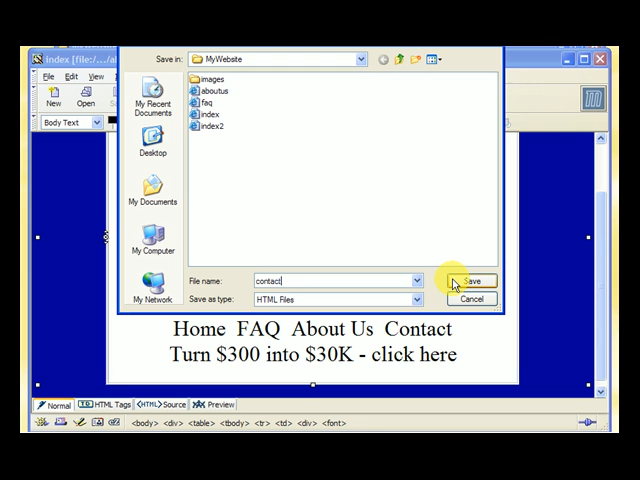 index [file:/.../a
Save in:
MyWebsite
File Edit View
New Open
Body Text
My Recent
Documents
Desktop
My Documents
My Computer
My Network
images
aboutus
faq
index
index2
File name:
contact
Save
Save as type:
HTML Files
Cancel
Home FAQ About Us Contact
Turn $300 into $30K - click here
Normal
TD HTML Tags
<HTML> Source
Preview
<body> <div> <table> <tbody> <tr> <td> <div> <font>